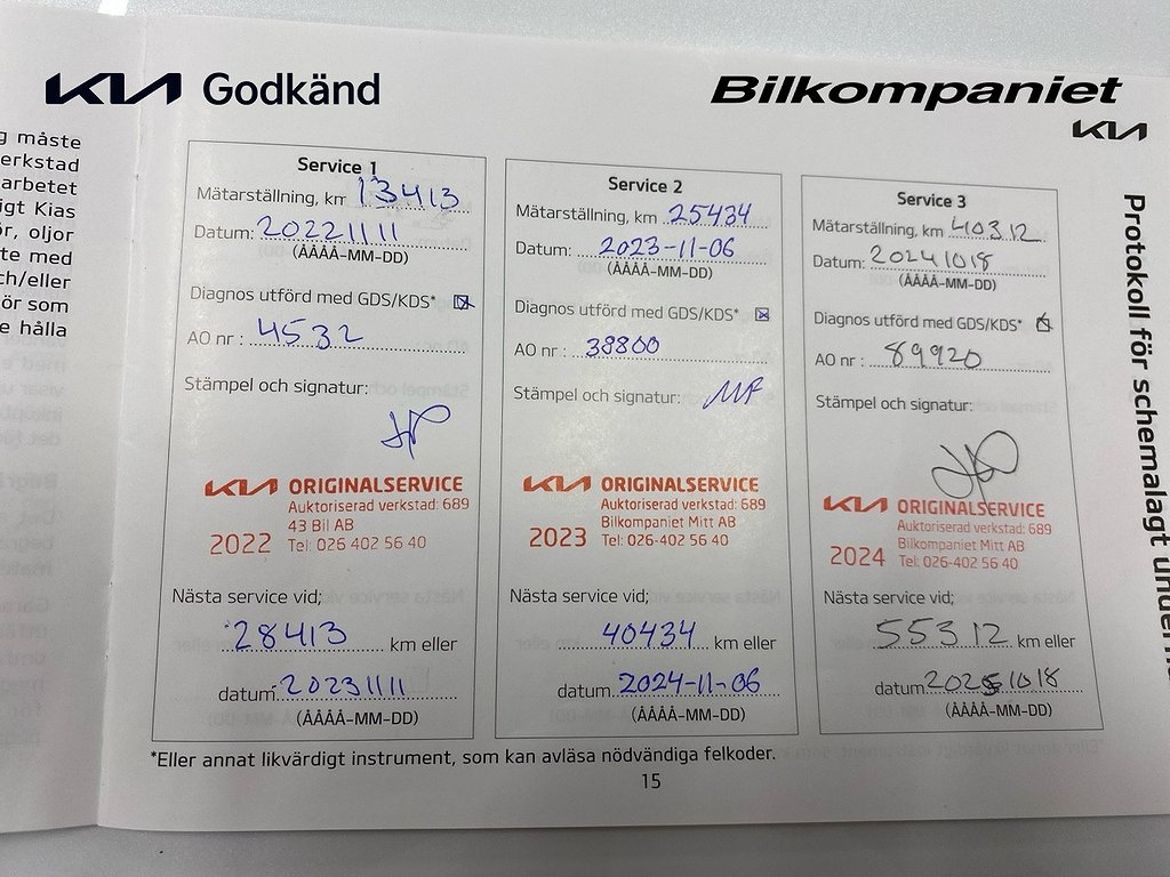 KIA Godkänd
Bilkompaniet
KIA
g måste
erkstad
arbetet
igt Kias
ör, oljor
te med
ch/eller
ör som
e hålla
Service 1
Mätarställning, km 13413
Datum: 20221111
(ÅÅÅÅ-MM-DD)
Diagnos utförd med GDS/KDS*
AO nr : 4532
Stämpel och signatur:
KIA ORIGINALSERVICE
Auktoriserad verkstad: 689
43 Bil AB
2022 Tel: 026 402 56 40
Nästa service vid;
28413 km eller
datum: 20231111
(ÅÅÅÅ-MM-DD)
Service 2
Mätarställning, km 25434
Datum: 2023-11-06
(ÅÅÅÅ-MM-DD)
Diagnos utförd med GDS/KDS*
AO nr : 38800
Stämpel och signatur:
KIA ORIGINALSERVICE
Auktoriserad verkstad: 689
Bilkompaniet Mitt AB
2023 Tel: 026-402 56 40
Nästa service vid;
40434 km eller
datum 2024-11-06
(ÅÅÅÅ-MM-DD)
Service 3
Mätarställning, km 40312
Datum: 20241018
(ÅÅÅÅ-MM-DD)
Diagnos utförd med GDS/KDS*
AO nr : 89920
Stämpel och signatur:
KIA ORIGINALSERVICE
Auktoriserad verkstad: 689
Bilkompaniet Mitt AB
2024 Tel: 026-402 56 40
Nästa service vid;
55312 km eller
datum 20251018
(ÅÅÅÅ-MM-DD)
*Eller annat likvärdigt instrument, som kan avläsa nödvändiga felkoder.
15
Protokoll för schemalagt underh